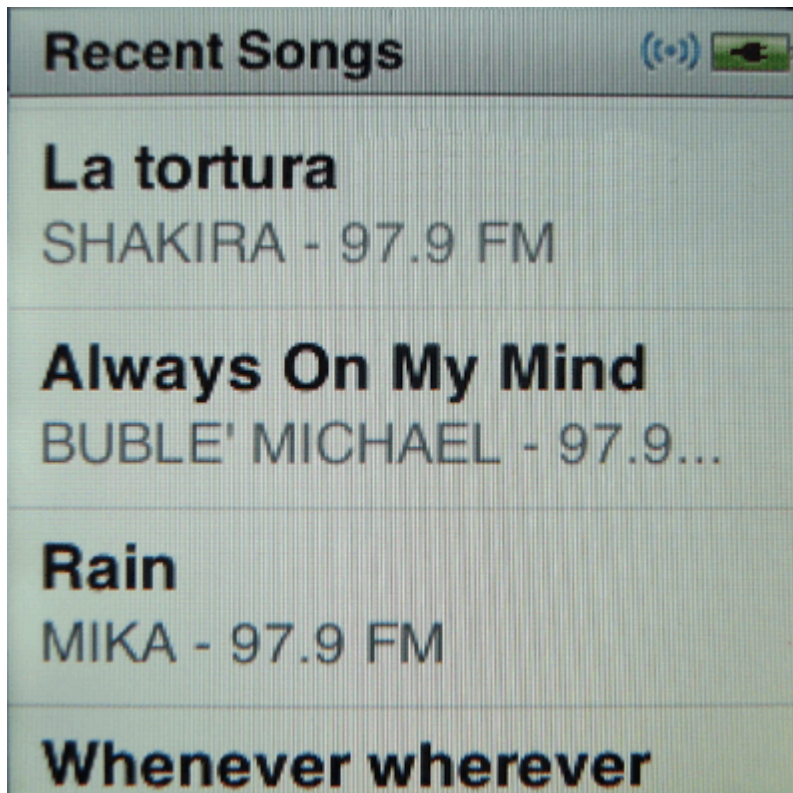 Recent Songs
La tortura
SHAKIRA - 97.9 FM
Always On My Mind
BUBLE' MICHAEL - 97.9...
Rain
MIKA - 97.9 FM
Whenever wherever